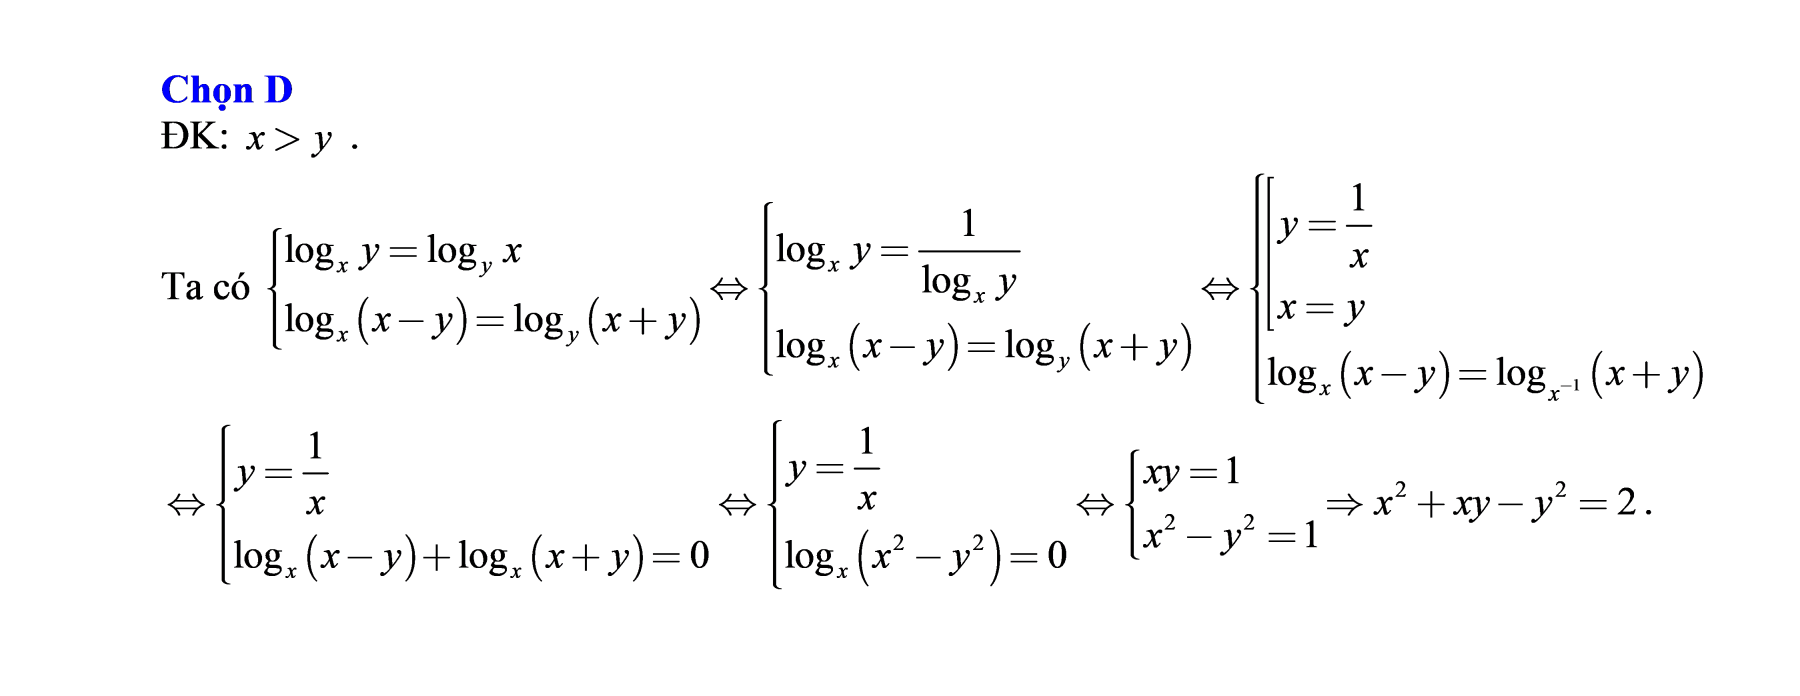 Chọn D
ĐK: x > y .
Ta có {log_x y = log_y x; log_x (x − y) = log_y (x + y) ⇔ {log_x y = 1/(log_x y); log_x (x − y) = log_y (x + y) ⇔ {[y = 1/x; x = y; log_x (x − y) = log_{x^{−1}} (x + y)
⇔ {y = 1/x; log_x (x − y) + log_x (x + y) = 0 ⇔ {y = 1/x; log_x (x² − y²) = 0 ⇔ {xy = 1; x² − y² = 1 ⇒ x² + xy − y² = 2 .